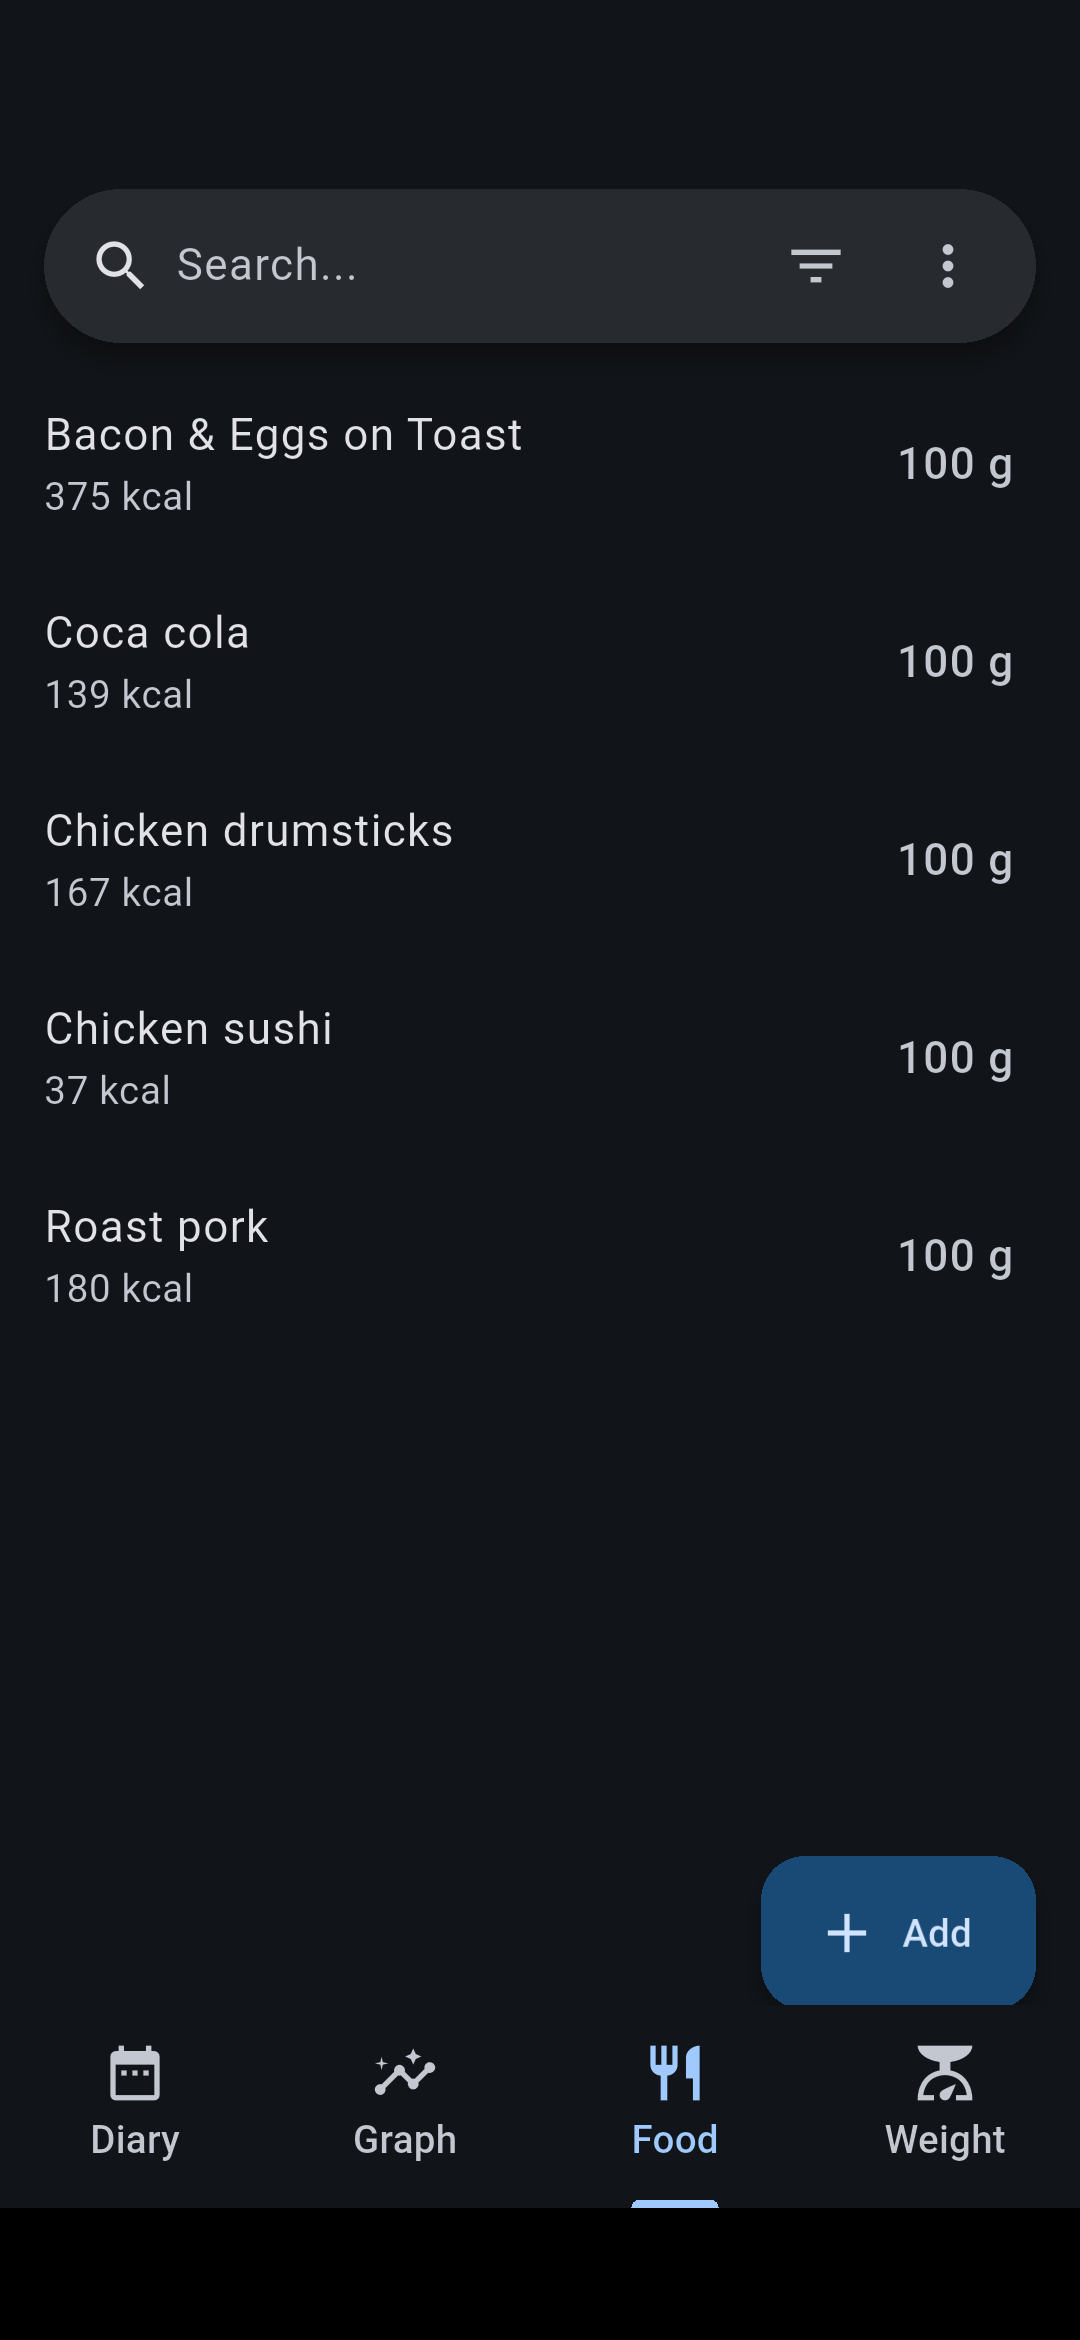 Search...
Bacon & Eggs on Toast
375 kcal
100 g
Coca cola
139 kcal
100 g
Chicken drumsticks
167 kcal
100 g
Chicken sushi
37 kcal
100 g
Roast pork
180 kcal
100 g
Add
Diary
Graph
Food
Weight